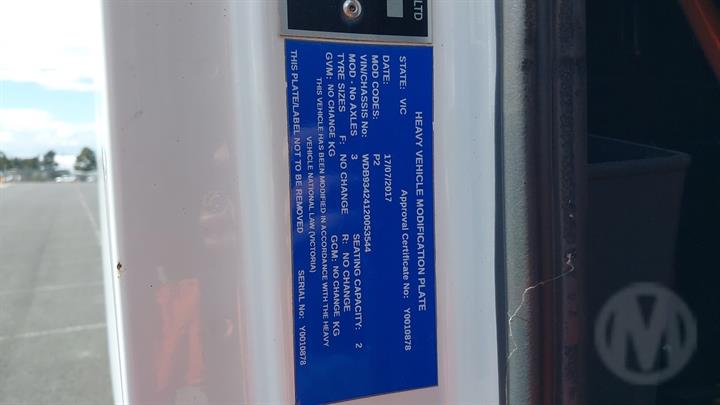 LTD
HEAVY VEHICLE MODIFICATION PLATE
STATE: VIC Approval Certificate No: Y0010878
DATE: 17/07/2017
MOD CODES: P2
VIN/CHASSIS No: WDB93424120053544
MOD - No AXLES 3 SEATING CAPACITY: 2
TYRE SIZES F: NO CHANGE R: NO CHANGE
GVM: NO CHANGE KG GCM: NO CHANGE KG
THIS VEHICLE HAS BEEN MODIFIED IN ACCORDANCE WITH THE HEAVY
VEHICLE NATIONAL LAW (VICTORIA)
THIS PLATE/LABEL NOT TO BE REMOVED SERIAL No: Y0010878
M